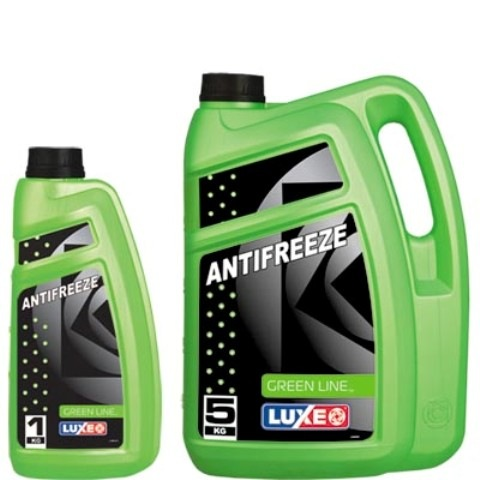 ANTIFREEZE
GREEN LINE
1
KG
LUXE
ANTIFREEZE
GREEN LINE
5
KG
LUXE